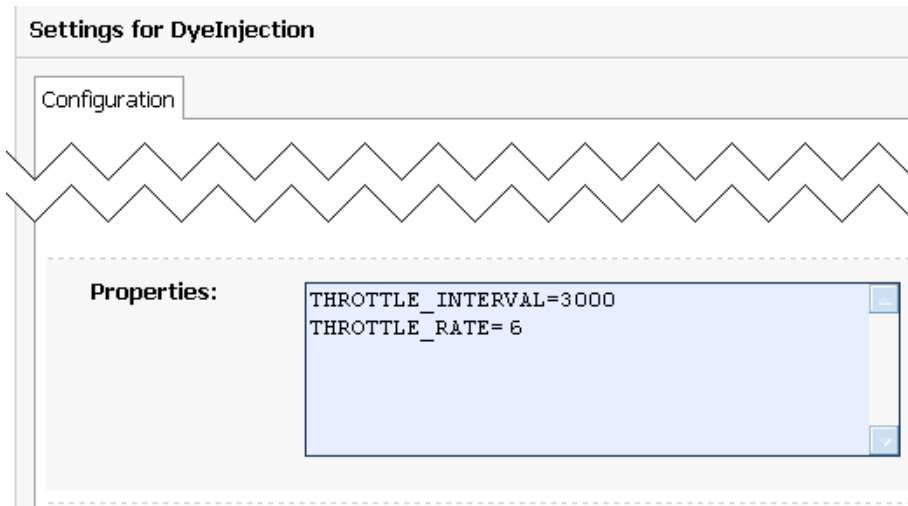 Settings for DyeInjection
Configuration
Properties:
THROTTLE_INTERVAL=3000
THROTTLE_RATE= 6